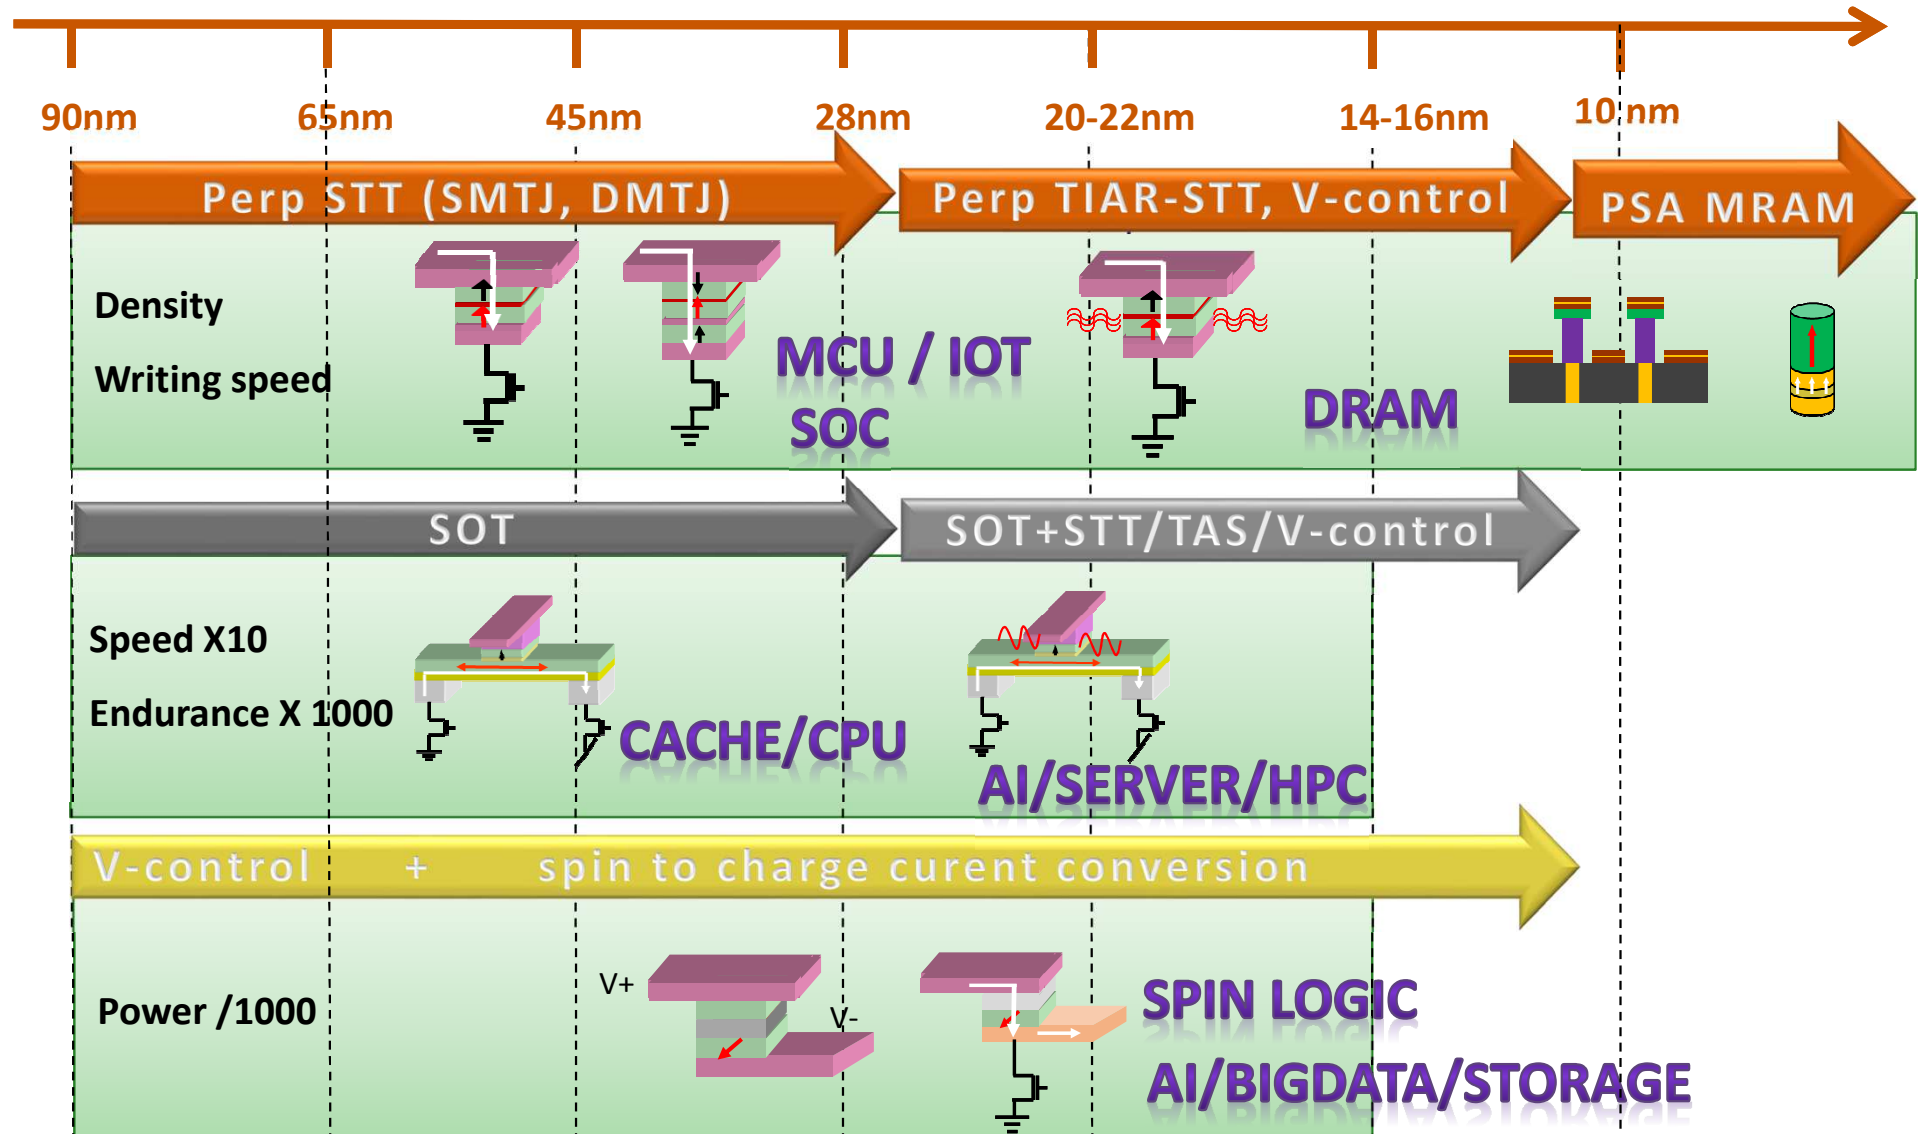 90nm 65nm 45nm 28nm 20-22nm 14-16nm 10 nm
Perp STT (SMTJ, DMTJ)
Perp TIAR-STT, V-control
PSA MRAM
Density
Writing speed
MCU / IOT
SOC
DRAM
SOT
SOT+STT/TAS/V-control
Speed X10
Endurance X 1000
CACHE/CPU
AI/SERVER/HPC
V-control + spin to charge curent conversion
Power /1000
V+
V-
SPIN LOGIC
AI/BIGDATA/STORAGE